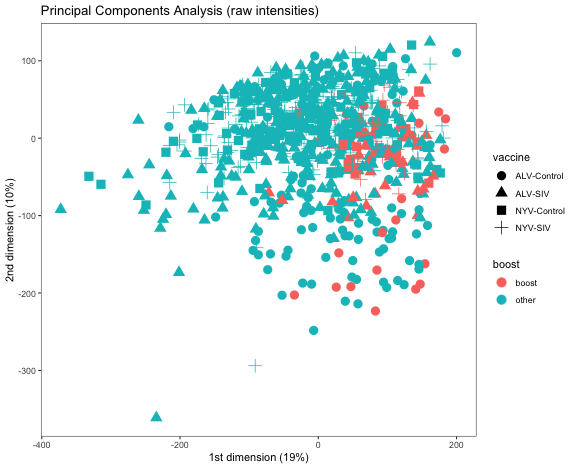 Principal Components Analysis (raw intensities)
100
0
-100
-200
-300
2nd dimension (10%)
-400
-200
0
200
1st dimension (19%)
vaccine
ALV-Control
ALV-SIV
NYV-Control
NYV-SIV
boost
boost
other